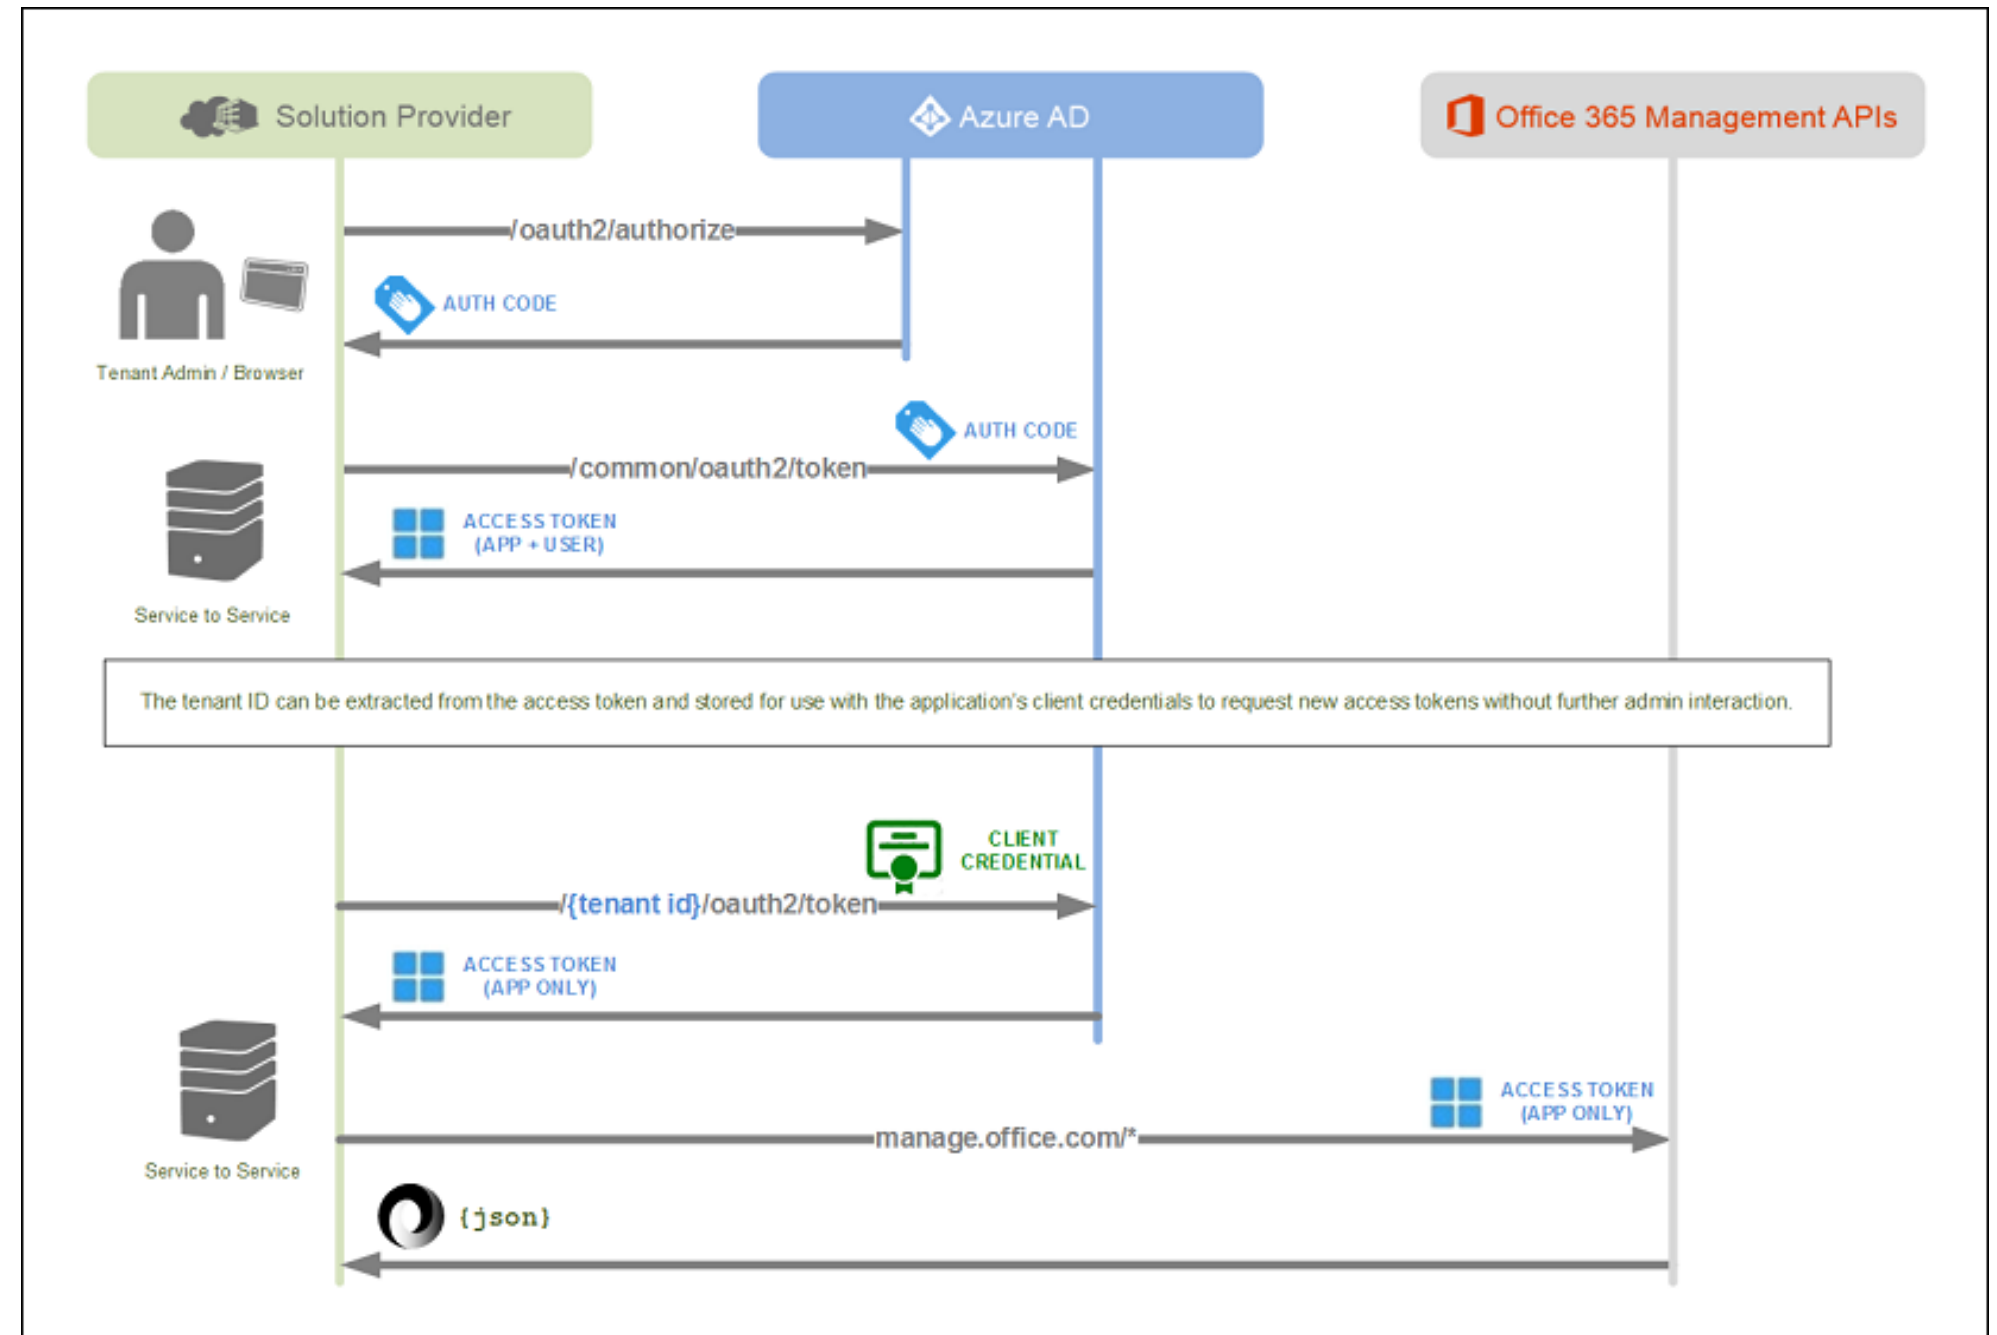 Solution Provider
Azure AD
Office 365 Management APIs
/oauth2/authorize
AUTH CODE
Tenant Admin / Browser
AUTH CODE
/common/oauth2/token
ACCESS TOKEN
(APP + USER)
Service to Service
The tenant ID can be extracted from the access token and stored for use with the application's client credentials to request new access tokens without further admin interaction.
CLIENT
CREDENTIAL
/{tenant id}/oauth2/token
ACCESS TOKEN
(APP ONLY)
ACCESS TOKEN
(APP ONLY)
manage.office.com/*
Service to Service
{json}